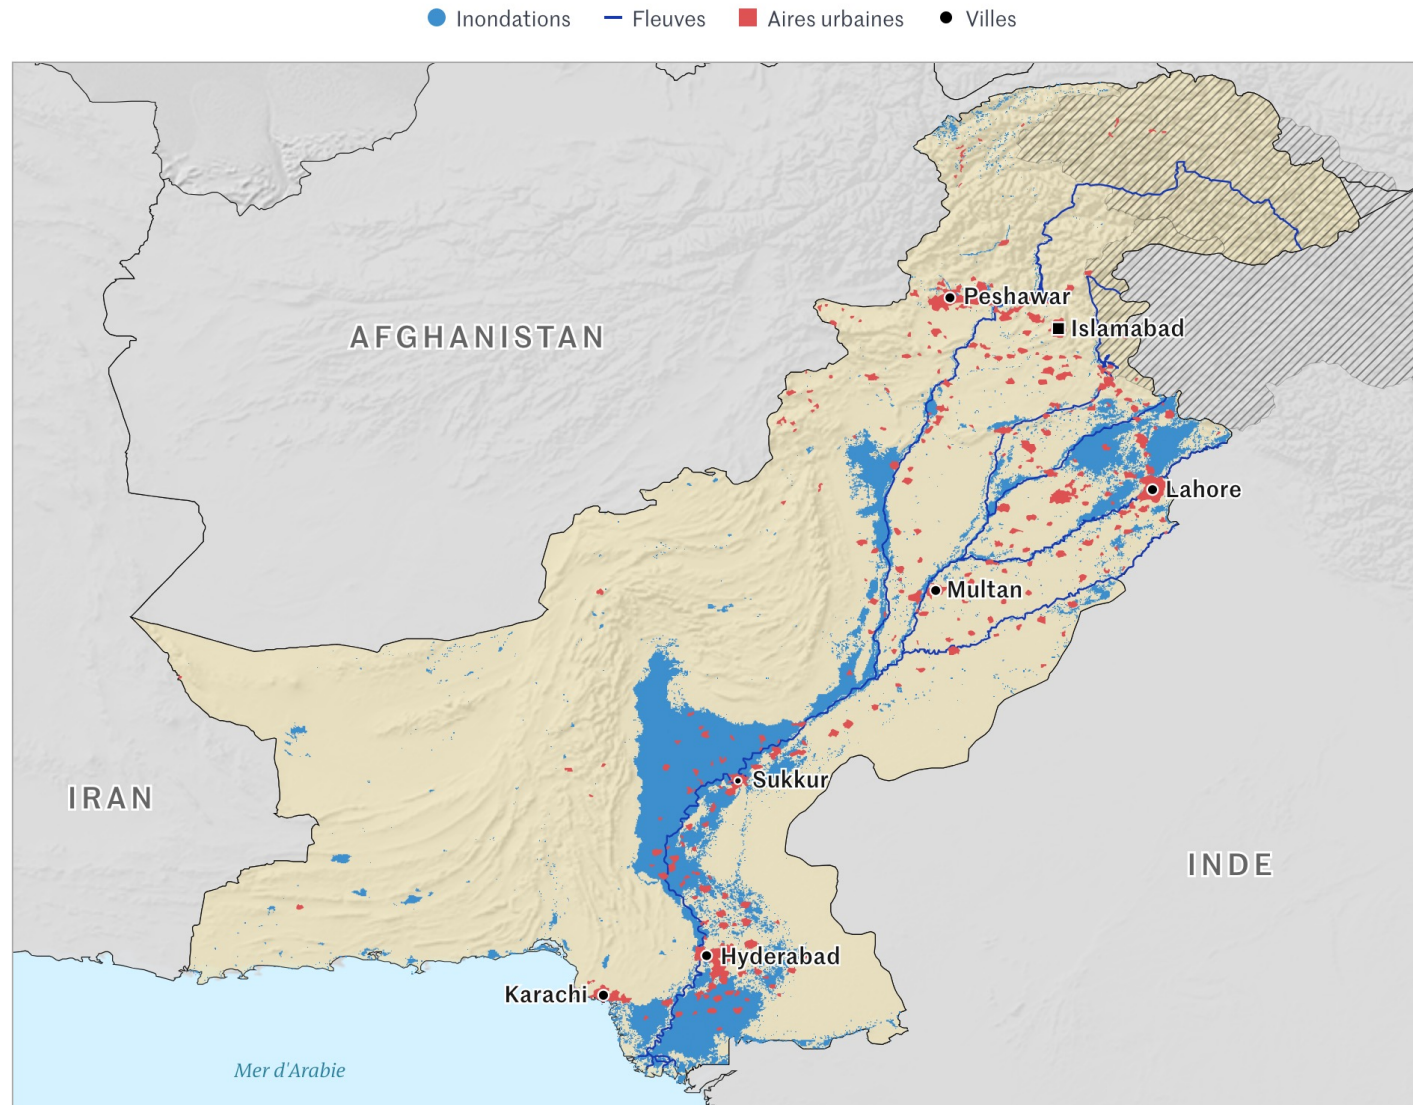 Inondations
Fleuves
Aires urbaines
Villes
Peshawar
Islamabad
AFGHANISTAN
Lahore
Multan
Sukkur
IRAN
INDE
Hyderabad
Karachi
Mer d'Arabie